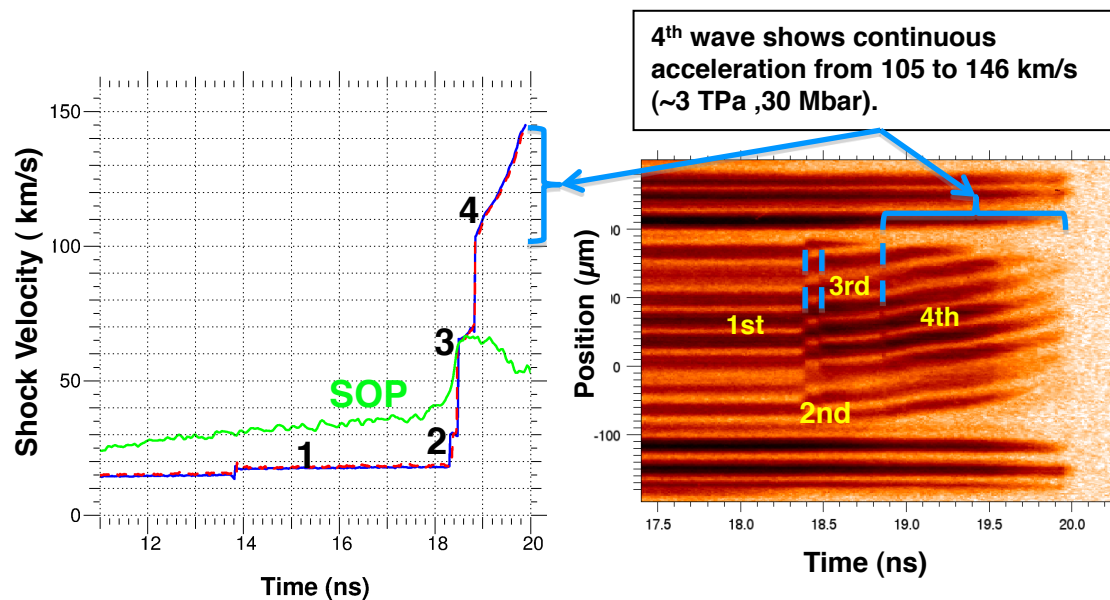 4th wave shows continuous
acceleration from 105 to 146 km/s
(~3 TPa ,30 Mbar).
Shock Velocity ( km/s)
150
100
50
0
12
14
16
18
20
Time (ns)
SOP
1
2
3
4
Position (µm)
0
-100
17.5
18.0
18.5
19.0
19.5
20.0
Time (ns)
1st
2nd
3rd
4th